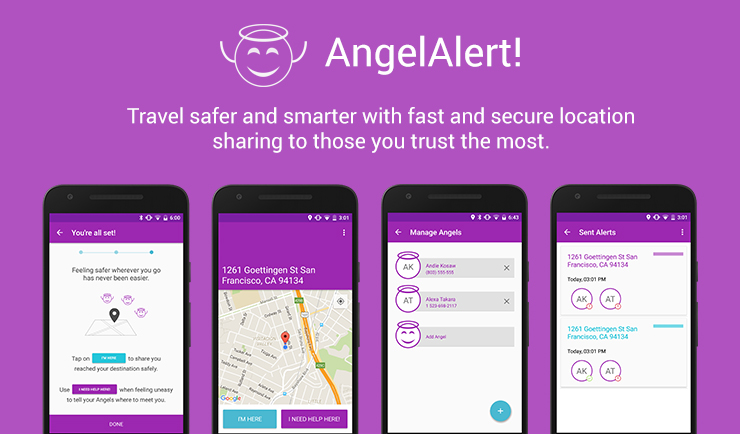 AngelAlert!
Travel safer and smarter with fast and secure location
sharing to those you trust the most.
6:00
You're all set!
Feeling safer wherever you go
has never been easier.
Tap on I'M HERE to share you
reached your destination safely.
Use I NEED HELP HERE! when feeling uneasy
to tell your Angels where to meet you.
DONE
3:01
1261 Goettingen St San
Francisco, CA 94134
Google
I'M HERE
I NEED HELP HERE!
6:43
Manage Angels
AK
Andie Kosaw
(803) 555-555
AT
Alexa Takara
1 523-698-2117
Add Angel
3:01
Sent Alerts
1261 Goettingen St San
Francisco, CA 94134
Today, 03:01 PM
AK AT
1261 Goettingen St San
Francisco, CA 94134
Today, 03:01 PM
AK AT